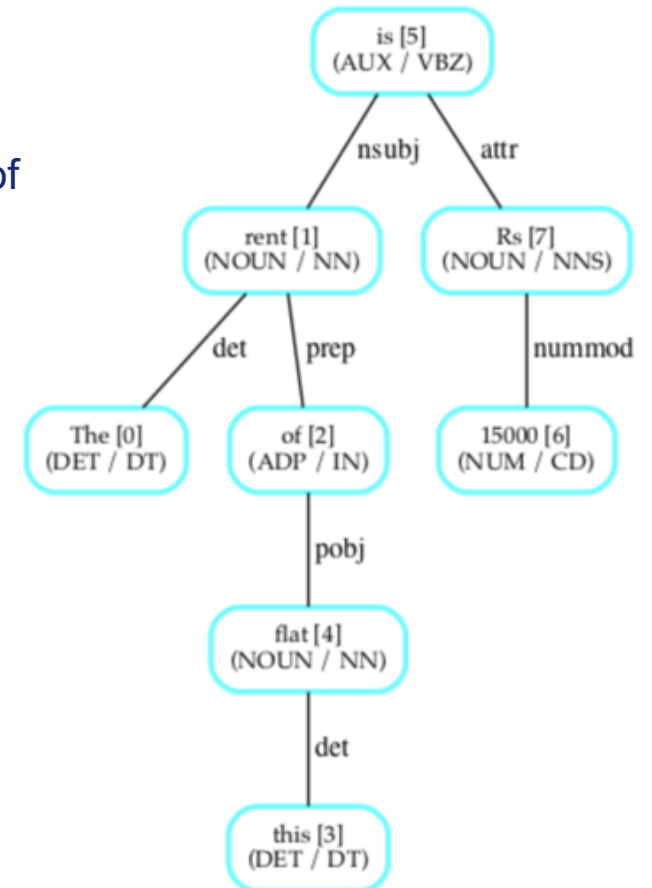 is [5]
(AUX / VBZ)
nsubj
attr
of
rent [1]
(NOUN / NN)
Rs [7]
(NOUN / NNS)
det
prep
nummod
The [0]
(DET / DT)
of [2]
(ADP / IN)
15000 [6]
(NUM / CD)
pobj
flat [4]
(NOUN / NN)
det
this [3]
(DET / DT)